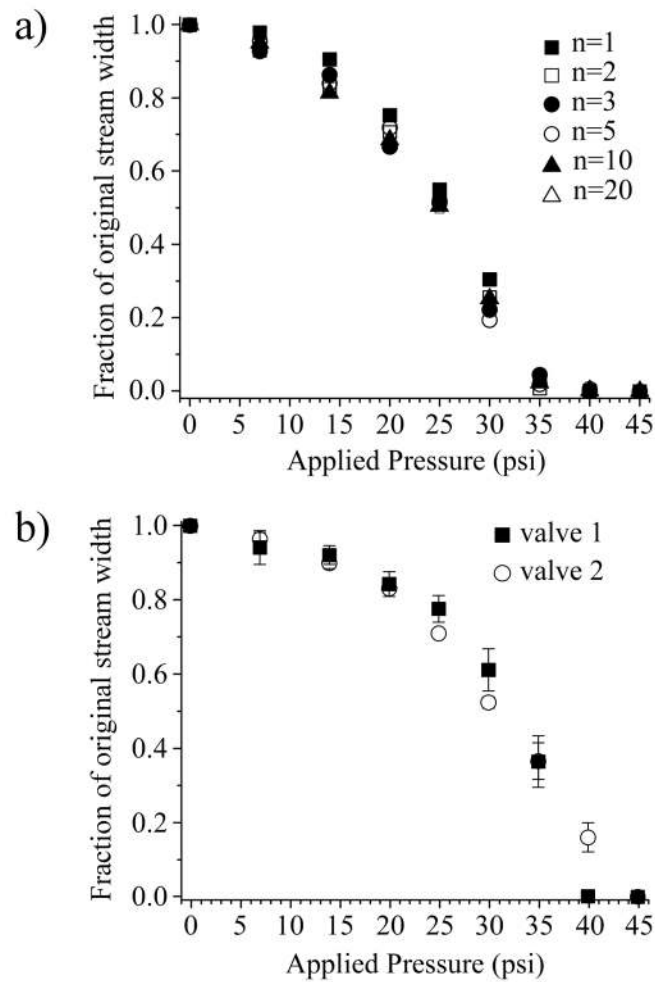 a)
Fraction of original stream width
1.0
0.8
0.6
0.4
0.2
0.0
n=1
n=2
n=3
n=5
n=10
n=20
0 5 10 15 20 25 30 35 40 45
Applied Pressure (psi)
b)
Fraction of original stream width
1.0
0.8
0.6
0.4
0.2
0.0
valve 1
valve 2
0 5 10 15 20 25 30 35 40 45
Applied Pressure (psi)